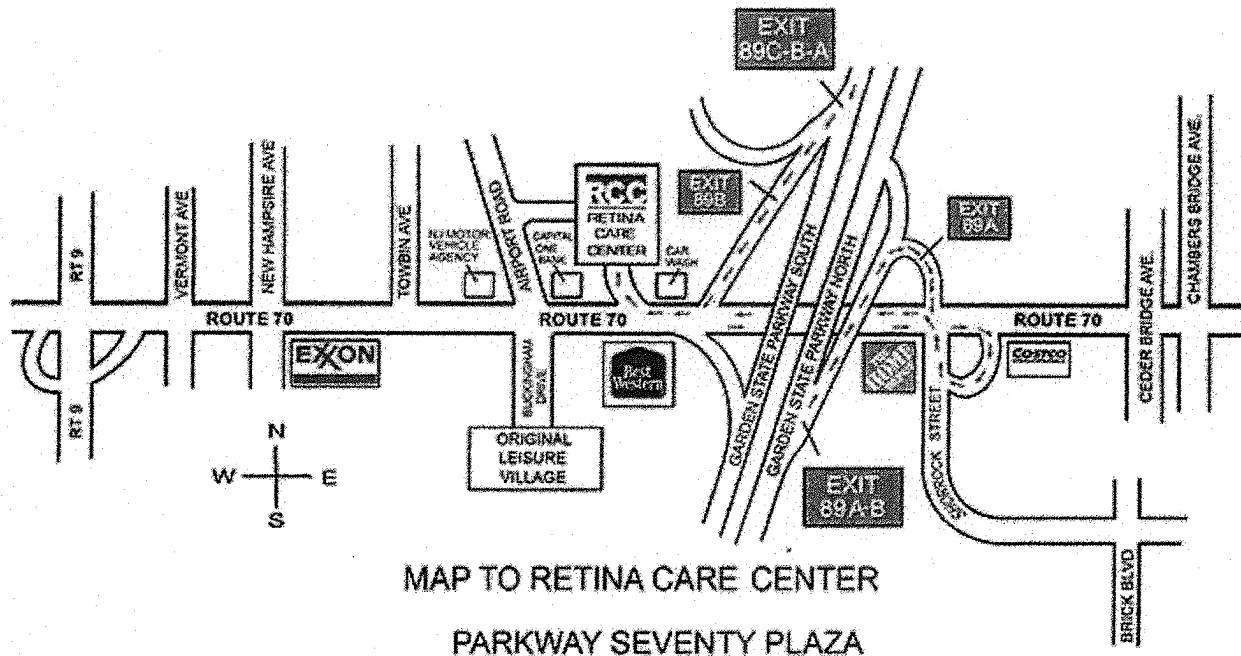 EXIT
89C-B-A
RT 9
VERMONT AVE
NEW HAMPSIRE AVE
TOWBIN AVE
AIRPORT ROAD
NJ MOTOR
VEHICLE
AGENCY
CAPITAL
ONE
BANK
RCC
RETINA
CARE
CENTER
CAR
WASH
EXIT
89B
EXIT
89A
CEDER BRIDGE AVE.
CHAMBERS BRIDGE AVE.
ROUTE 70
ROUTE 70
ROUTE 70
GARDEN STATE PARKWAY SOUTH
GARDEN STATE PARKWAY NORTH
EXXON
BUCKINGHAM
DRIVE
Best
Western
COSTCO
RT 9
N
W
E
S
ORIGINAL
LEISURE
VILLAGE
EXIT
89A-B
STREET
BRICK BLVD
MAP TO RETINA CARE CENTER
PARKWAY SEVENTY PLAZA